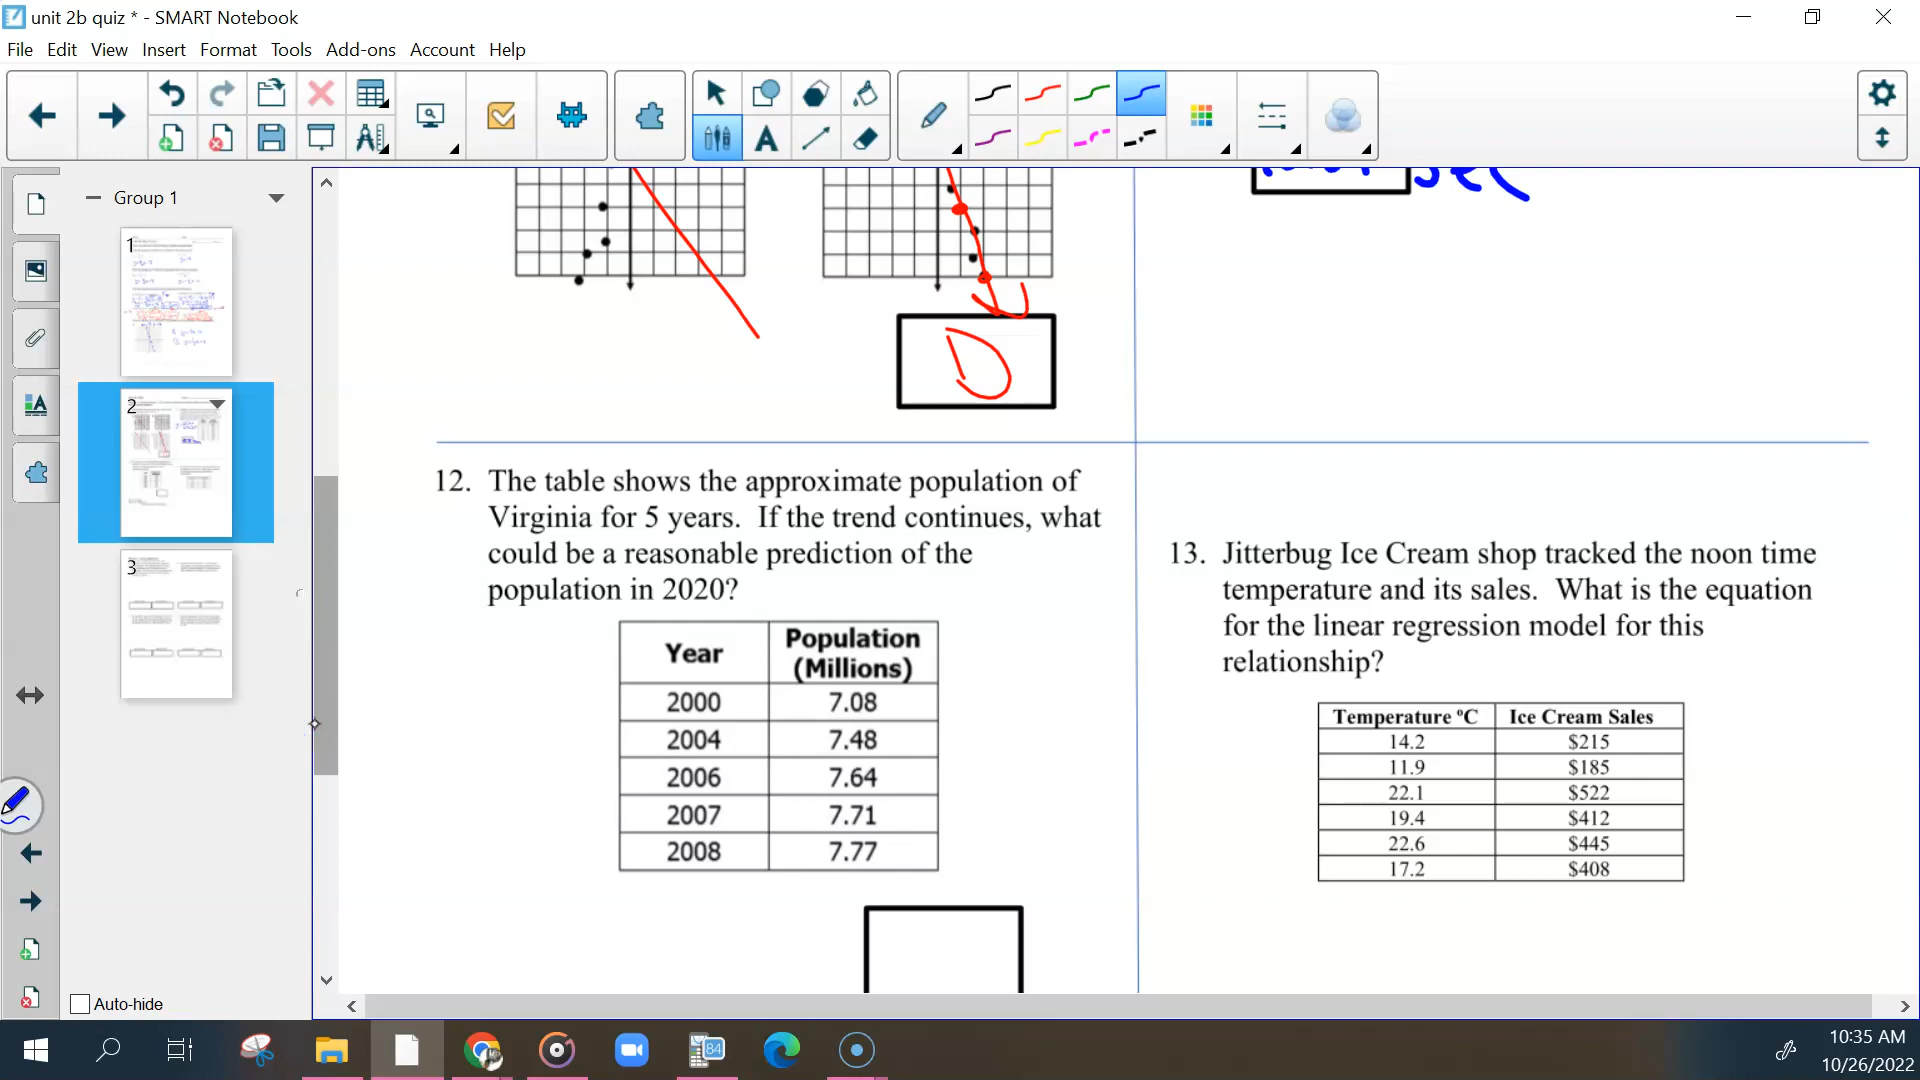 unit 2b quiz * - SMART Notebook
File Edit View Insert Format Tools Add-ons Account Help
Group 1
1
2
3
D
12. The table shows the approximate population of
Virginia for 5 years. If the trend continues, what
could be a reasonable prediction of the
population in 2020?
Year Population (Millions)
2000 7.08
2004 7.48
2006 7.64
2007 7.71
2008 7.77
13. Jitterbug Ice Cream shop tracked the noon time
temperature and its sales. What is the equation
for the linear regression model for this
relationship?
Temperature ºC Ice Cream Sales
14.2 $215
11.9 $185
22.1 $522
19.4 $412
22.6 $445
17.2 $408
Auto-hide
84
10:35 AM
10/26/2022